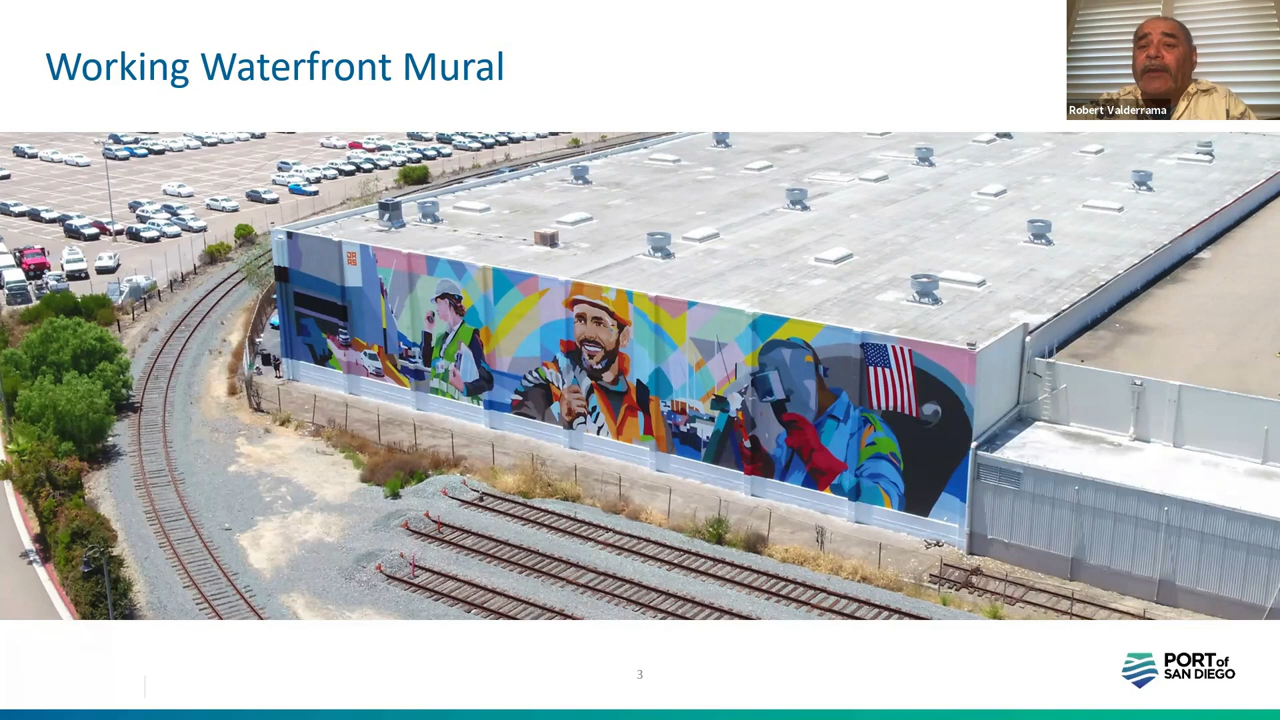 Working Waterfront Mural
Robert Valderrama
3
PORT of
SAN DIEGO